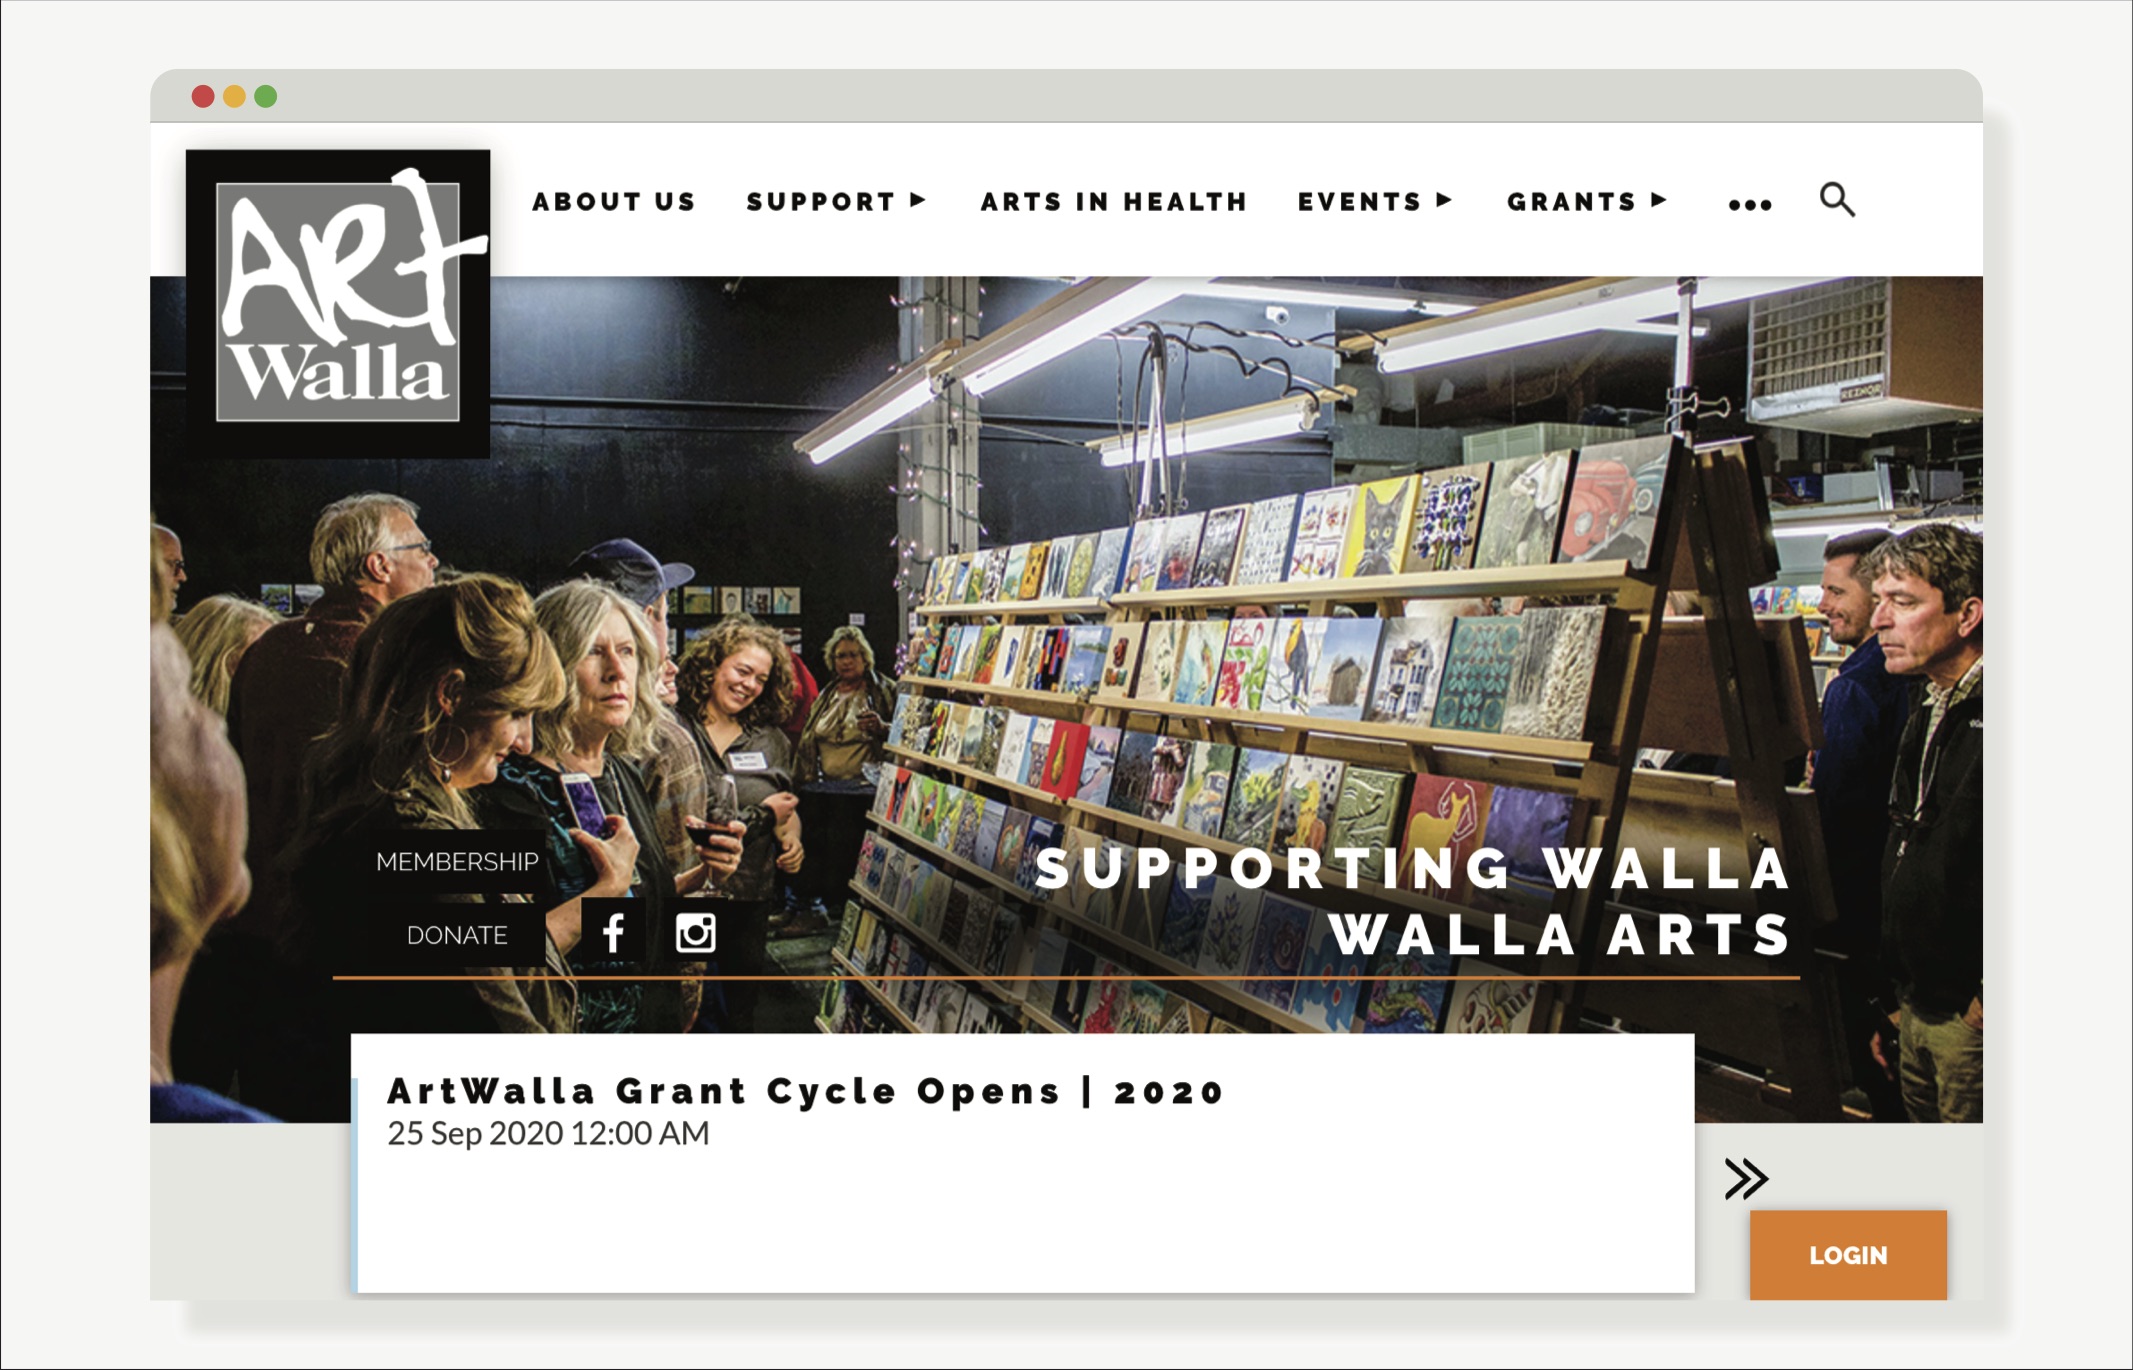 ART
Walla
ABOUT US SUPPORT ► ARTS IN HEALTH EVENTS ► GRANTS ► •••
REZNOR
MEMBERSHIP
DONATE
SUPPORTING WALLA
WALLA ARTS
ArtWalla Grant Cycle Opens | 2020
25 Sep 2020 12:00 AM
LOGIN